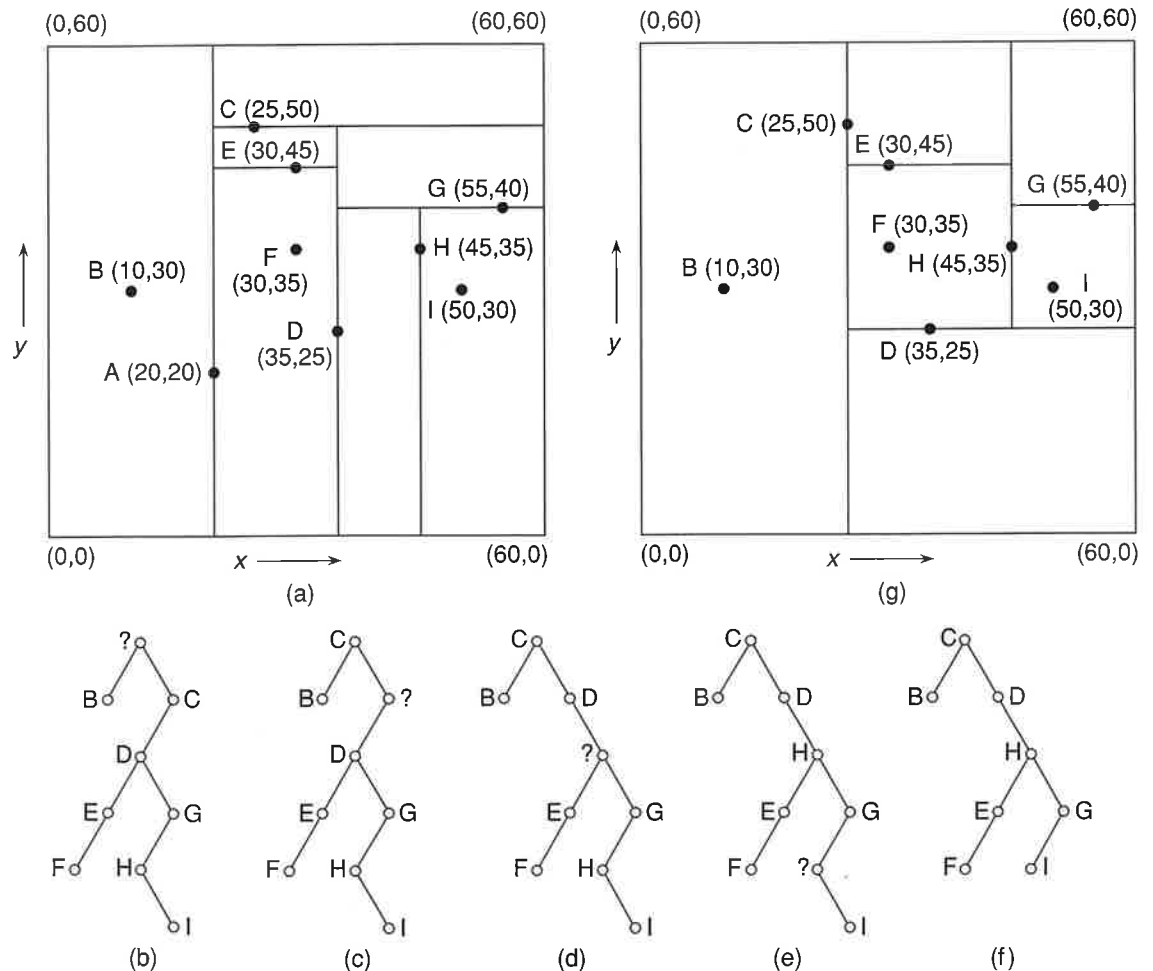 (0,60) (60,60)
C (25,50)
E (30,45)
G (55,40)
H (45,35)
F
(30,35)
B (10,30)
I (50,30)
D
(35,25)
A (20,20)
y
(0,0) x (60,0)
(a)
(0,60) (60,60)
C (25,50)
E (30,45)
G (55,40)
F (30,35)
H (45,35)
B (10,30)
I
(50,30)
D (35,25)
y
(0,0) x (60,0)
(g)
?
B C
D
E G
F H
I
(b)
C
B ?
D
E G
F H
I
(c)
C
B D
?
E G
F H
I
(d)
C
B D
H
E G
F ?
I
(e)
C
B D
H
E G
F I
(f)